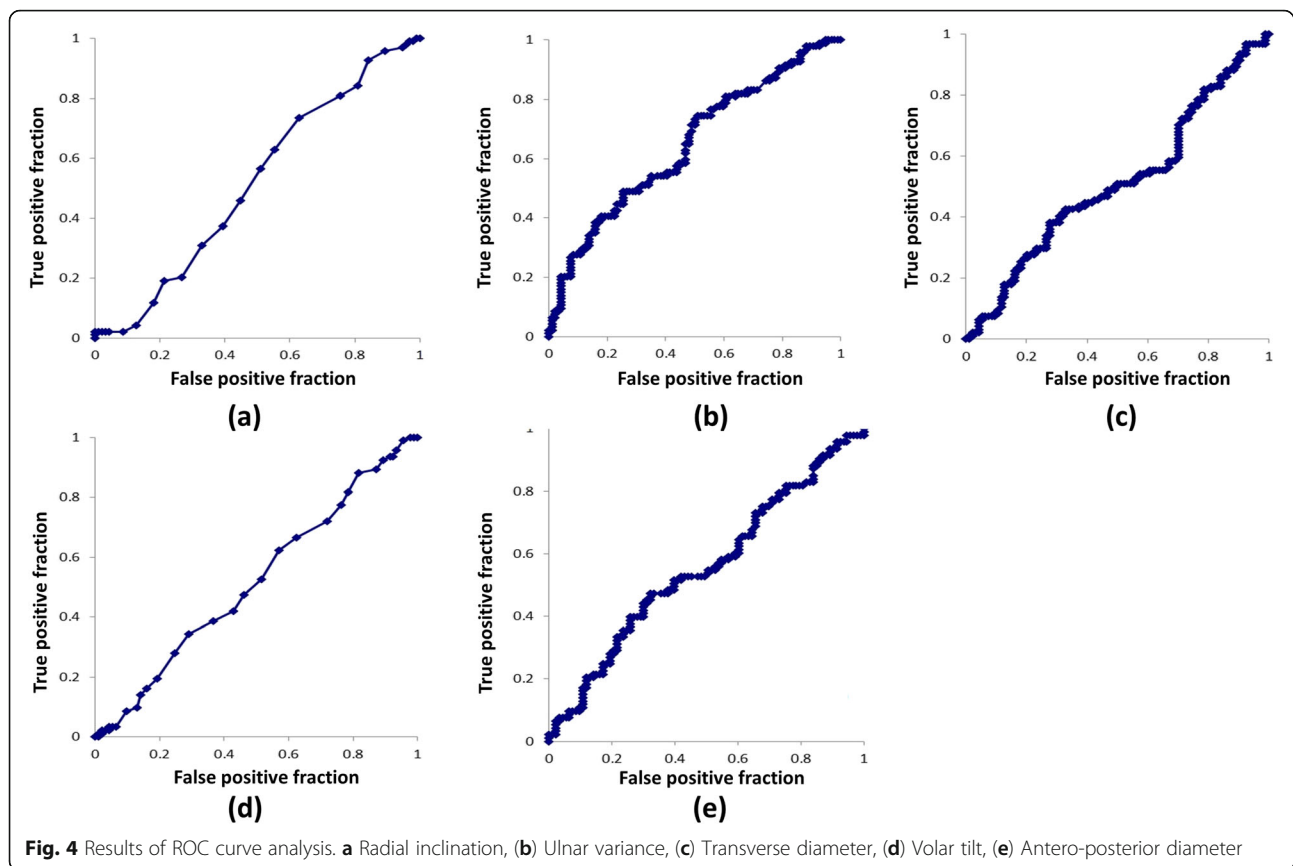 1
0.8
0.6
0.4
0.2
0
0 0.2 0.4 0.6 0.8 1
True positive fraction
False positive fraction
(a)
1
0.8
0.6
0.4
0.2
0
0 0.2 0.4 0.6 0.8 1
True positive fraction
False positive fraction
(b)
1
0.8
0.6
0.4
0.2
0
0 0.2 0.4 0.6 0.8 1
True positive fraction
False positive fraction
(c)
1
0.8
0.6
0.4
0.2
0
0 0.2 0.4 0.6 0.8 1
True positive fraction
False positive fraction
(d)
1
0.8
0.6
0.4
0.2
0
0 0.2 0.4 0.6 0.8 1
True positive fraction
False positive fraction
(e)
Fig. 4 Results of ROC curve analysis. a Radial inclination, (b) Ulnar variance, (c) Transverse diameter, (d) Volar tilt, (e) Antero-posterior diameter